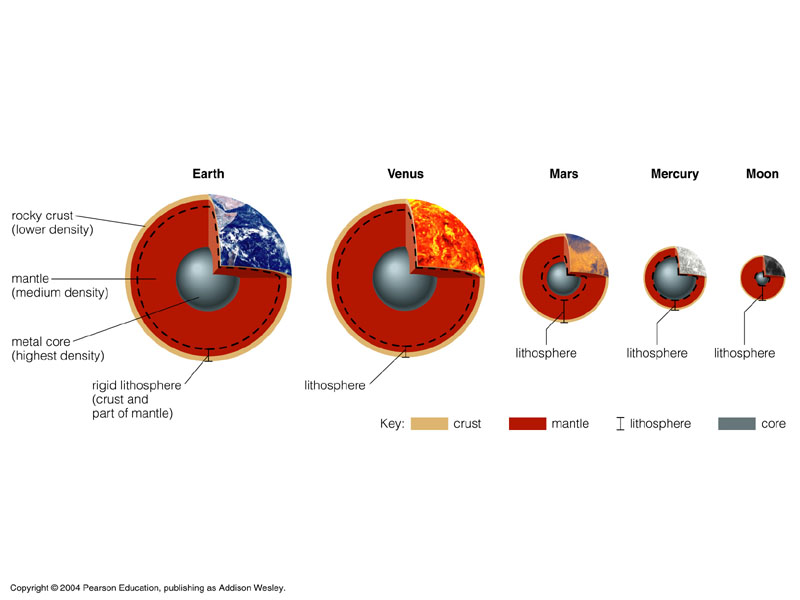 Earth
Venus
Mars
Mercury
Moon
rocky crust
(lower density)
mantle
(medium density)
metal core
(highest density)
rigid lithosphere
(crust and
part of mantle)
lithosphere
lithosphere
lithosphere
lithosphere
Key: crust mantle lithosphere core
Copyright © 2004 Pearson Education, publishing as Addison Wesley.